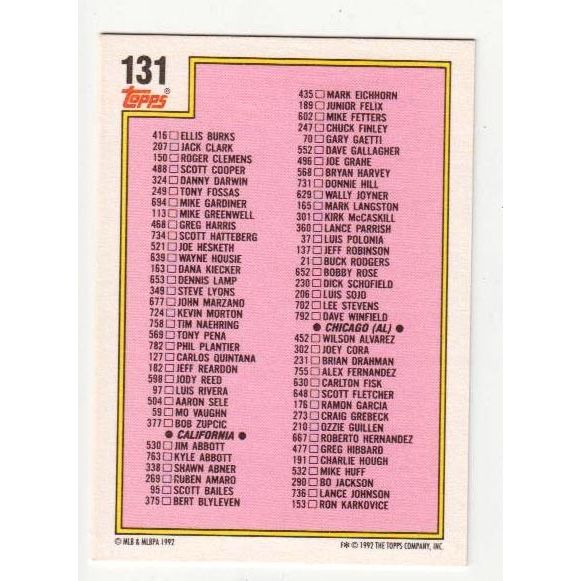 131
Topps®
416 ELLIS BURKS
207 JACK CLARK
150 ROGER CLEMENS
488 SCOTT COOPER
324 DANNY DARWIN
249 TONY FOSSAS
694 MIKE GARDINER
113 MIKE GREENWELL
468 GREG HARRIS
734 SCOTT HATTEBERG
521 JOE HESKETH
639 WAYNE HOUSIE
163 DANA KIECKER
653 DENNIS LAMP
349 STEVE LYONS
677 JOHN MARZANO
724 KEVIN MORTON
758 TIM NAEHRING
569 TONY PENA
782 PHIL PLANTIER
127 CARLOS QUINTANA
182 JEFF REARDON
598 JODY REED
97 LUIS RIVERA
504 AARON SELE
59 MO VAUGHN
377 BOB ZUPCIC
● CALIFORNIA ●
530 JIM ABBOTT
763 KYLE ABBOTT
338 SHAWN ABNER
269 RUBEN AMARO
95 SCOTT BAILES
375 BERT BLYLEVEN
435 MARK EICHHORN
189 JUNIOR FELIX
602 MIKE FETTERS
247 CHUCK FINLEY
70 GARY GAETTI
552 DAVE GALLAGHER
496 JOE GRAHE
568 BRYAN HARVEY
731 DONNIE HILL
629 WALLY JOYNER
165 MARK LANGSTON
301 KIRK McCASKILL
360 LANCE PARRISH
37 LUIS POLONIA
137 JEFF ROBINSON
21 BUCK RODGERS
652 BOBBY ROSE
230 DICK SCHOFIELD
206 LUIS SOJO
702 LEE STEVENS
792 DAVE WINFIELD
● CHICAGO (AL) ●
452 WILSON ALVAREZ
302 JOEY CORA
231 BRIAN DRAHMAN
755 ALEX FERNANDEZ
630 CARLTON FISK
648 SCOTT FLETCHER
176 RAMON GARCIA
273 CRAIG GREBECK
210 OZZIE GUILLEN
667 ROBERTO HERNANDEZ
477 GREG HIBBARD
191 CHARLIE HOUGH
532 MIKE HUFF
290 BO JACKSON
736 LANCE JOHNSON
153 RON KARKOVICE
© MLB & MLBPA 1992
F✻ © 1992 THE TOPPS COMPANY, INC.